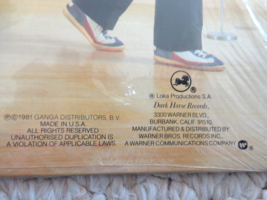 ® Loka Productions S.A.
Dark Horse Records,
3300 WARNER BLVD.,
BURBANK, CALIF. 91510
MANUFACTURED & DISTRIBUTED BY
WARNER BROS. RECORDS INC.,
A WARNER COMMUNICATIONS COMPANY
℗©1981 GANGA DISTRIBUTORS, B.V.
MADE IN U.S.A.
ALL RIGHTS RESERVED
UNAUTHORISED DUPLICATION IS
A VIOLATION OF APPLICABLE LAWS.